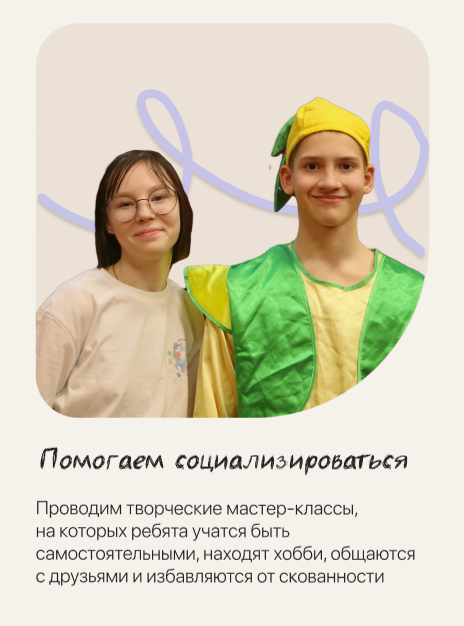 Помогаем социализироваться
Проводим творческие мастер-классы,
на которых ребята учатся быть
самостоятельными, находят хобби, общаются
с друзьями и избавляются от скованности